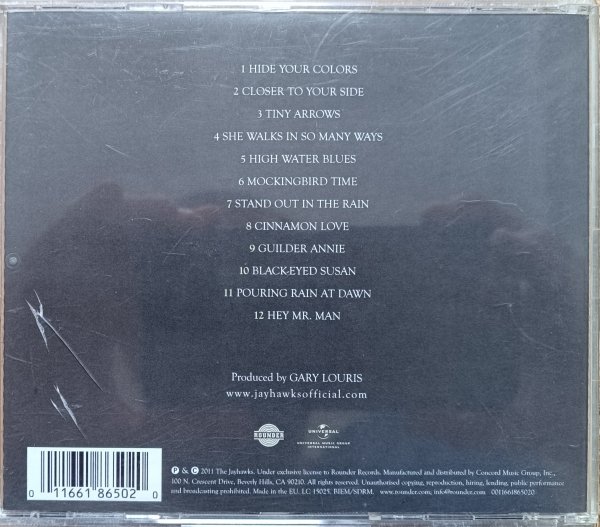 1 HIDE YOUR COLORS
2 CLOSER TO YOUR SIDE
3 TINY ARROWS
4 SHE WALKS IN SO MANY WAYS
5 HIGH WATER BLUES
6 MOCKINGBIRD TIME
7 STAND OUT IN THE RAIN
8 CINNAMON LOVE
9 GUILDER ANNIE
10 BLACK-EYED SUSAN
11 POURING RAIN AT DAWN
12 HEY MR. MAN
Produced by GARY LOURIS
www.jayhawksofficial.com
ROUNDER
UNIVERSAL
UNIVERSAL MUSIC GROUP
INTERNATIONAL
℗ & © 2011 The Jayhawks. Under exclusive license to Rounder Records. Manufactured and distributed by Concord Music Group, Inc.,
100 N. Crescent Drive, Beverly Hills, CA 90210. All rights reserved. Unauthorised copying, reproduction, hiring, lending, public performance
and broadcasting prohibited. Made in the EU. LC 15025. BIEM/SDRM. www.rounder.com; info@rounder.com 0011661865020
0 11661 86502 0